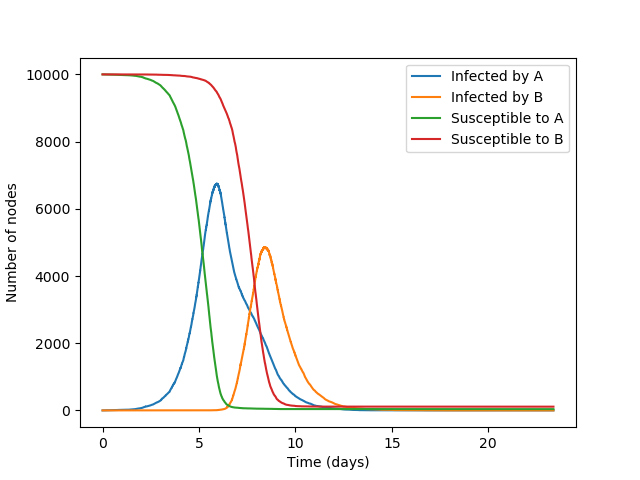 10000
8000
6000
4000
2000
0
Number of nodes
Infected by A
Infected by B
Susceptible to A
Susceptible to B
0 5 10 15 20
Time (days)